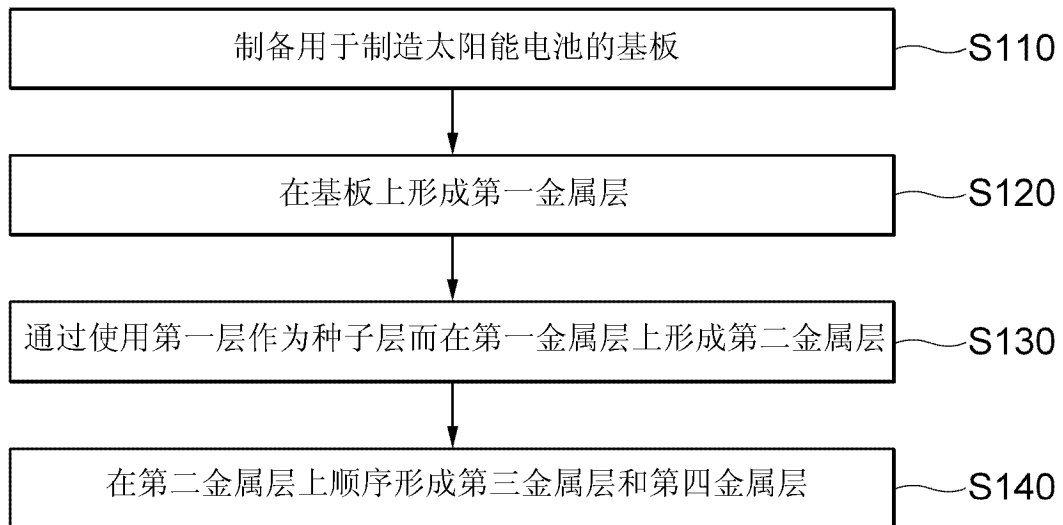 制备用于制造太阳能电池的基板
S110
在基板上形成第一金属层
S120
通过使用第一层作为种子层而在第一金属层上形成第二金属层
S130
在第二金属层上顺序形成第三金属层和第四金属层
S140